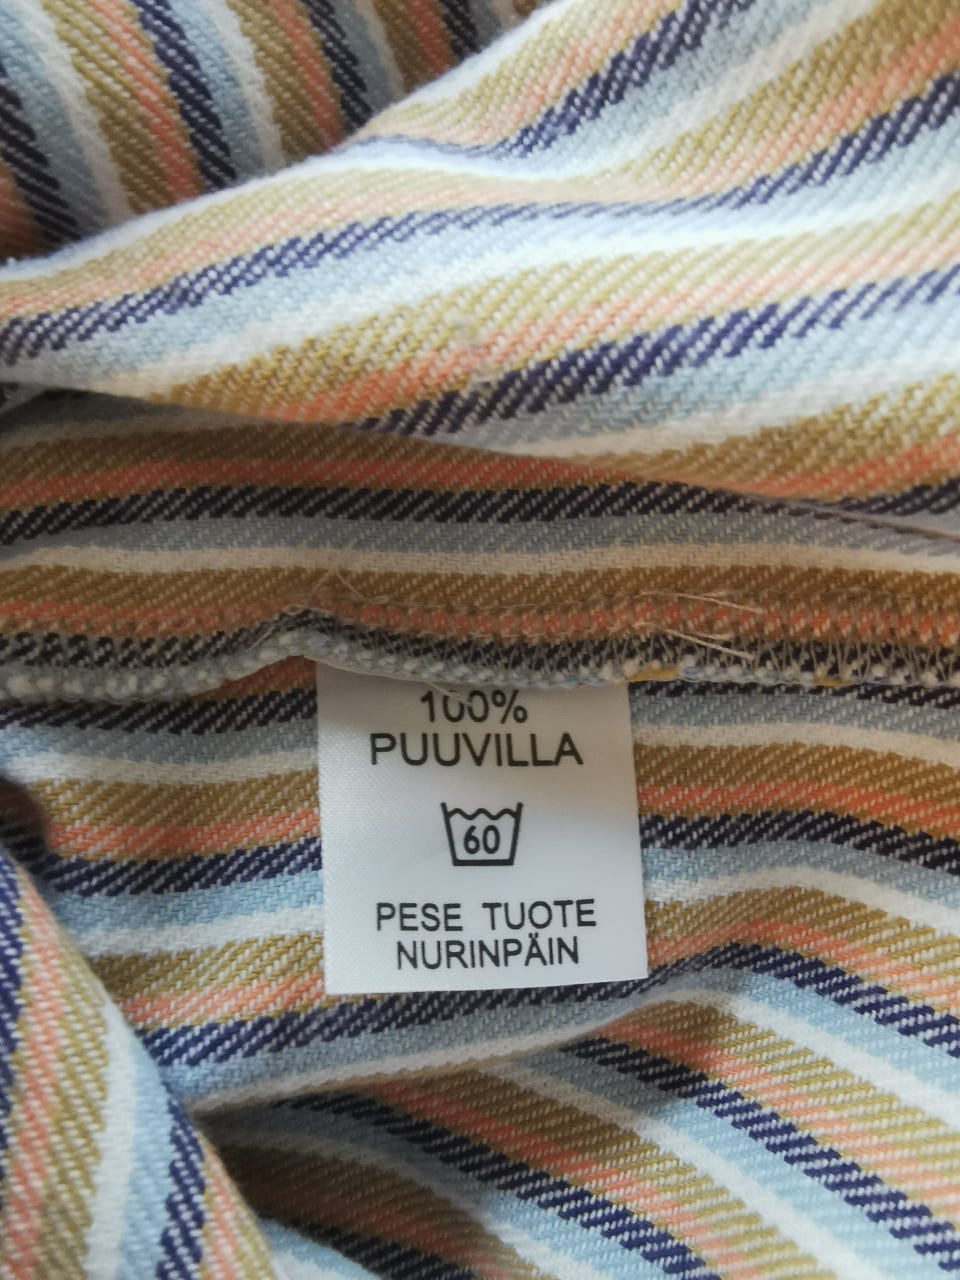 100%
PUUVILLA
60
PESE TUOTE
NURINPÄIN